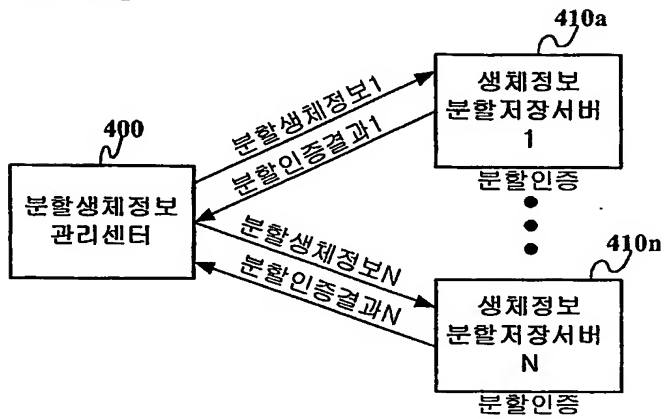 410a
생체정보
분할저장서버
1
분할인증
분할생체정보1
분할인증결과1
400
분할생체정보
관리센터
분할생체정보N
분할인증결과N
410n
생체정보
분할저장서버
N
분할인증